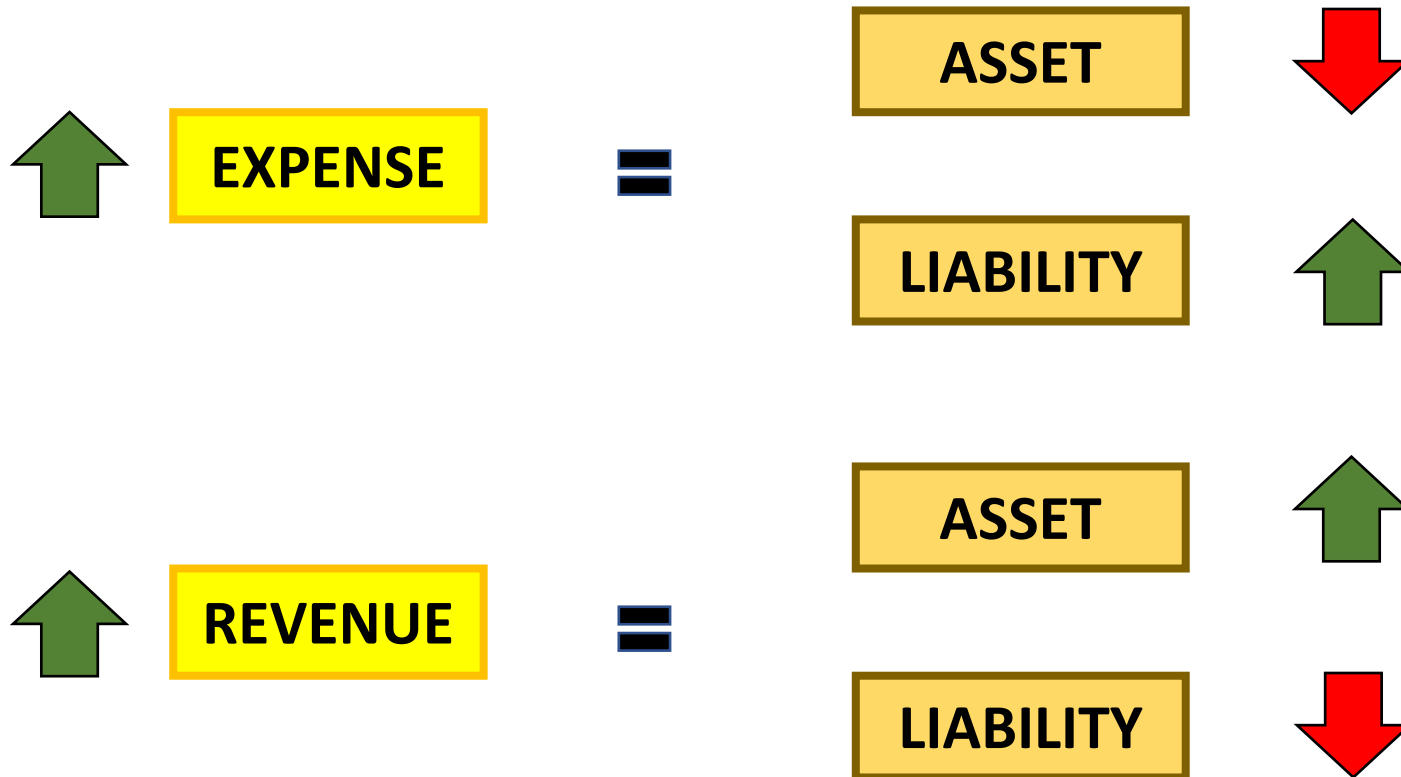 ASSET
EXPENSE
=
LIABILITY
ASSET
REVENUE
=
LIABILITY